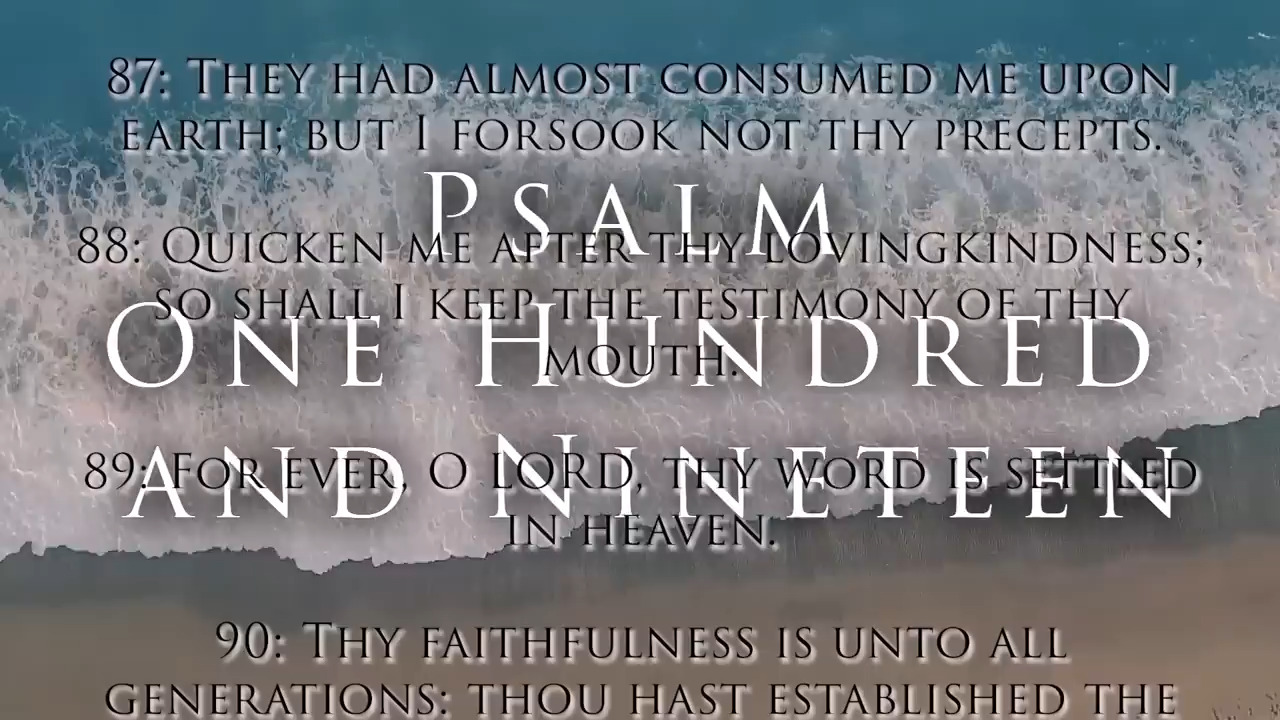 87: They had almost consumed me upon
earth; but I forsook not thy precepts.
Psalm
88: Quicken me after thy lovingkindness;
so shall I keep the testimony of thy
One Hundred
mouth.
89: For ever, O LORD, thy word is settled
and Nineteen
in heaven.
90: Thy faithfulness is unto all
generations: thou hast established the